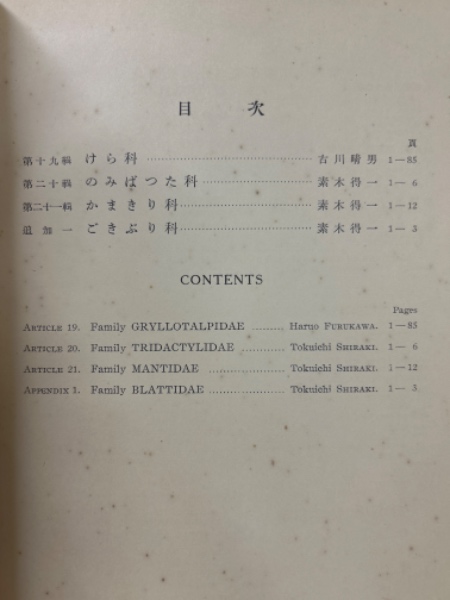 目次
頁
第十九輯 けら科 古川晴男 1—85
第二十輯 のみばつた科 素木得一 1—6
第二十一輯 かまきり科 素木得一 1—12
追加一 ごきぶり科 素木得一 1—3
CONTENTS
Pages
ARTICLE 19. Family GRYLLOTALPIDAE ......... Haruo FURUKAWA. 1—85
ARTICLE 20. Family TRIDACTYLIDAE ............ Tokuichi SHIRAKI. 1— 6
ARTICLE 21. Family MANTIDAE .................. Tokuichi SHIRAKI. 1—12
APPENDIX 1. Family BLATTIDAE .................. Tokuichi SHIRAKI. 1— 3